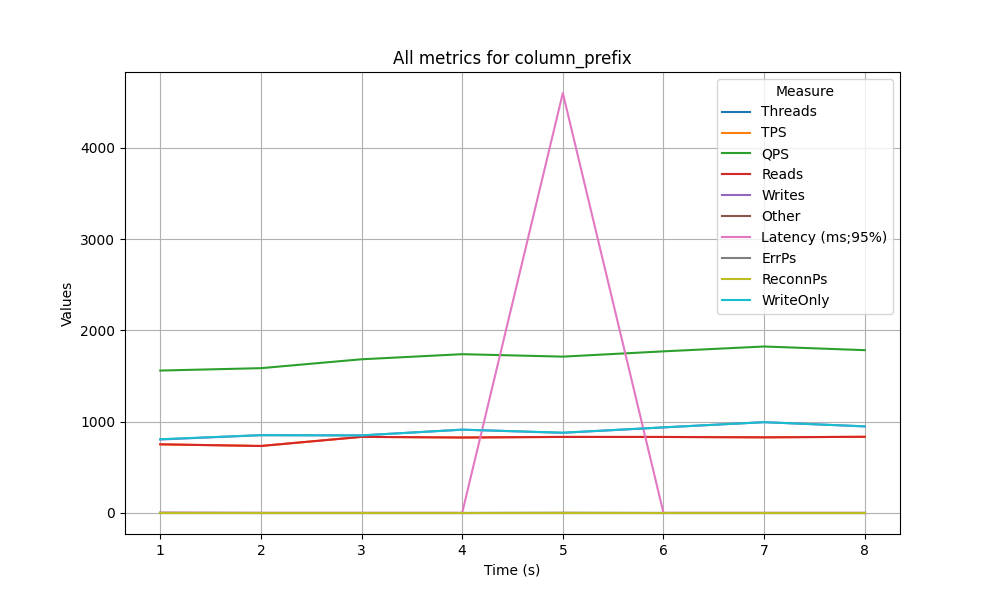 All metrics for column_prefix
Measure
Threads
TPS
QPS
Reads
Writes
Other
Latency (ms;95%)
ErrPs
ReconnPs
WriteOnly
Values
4000
3000
2000
1000
0
1 2 3 4 5 6 7 8
Time (s)